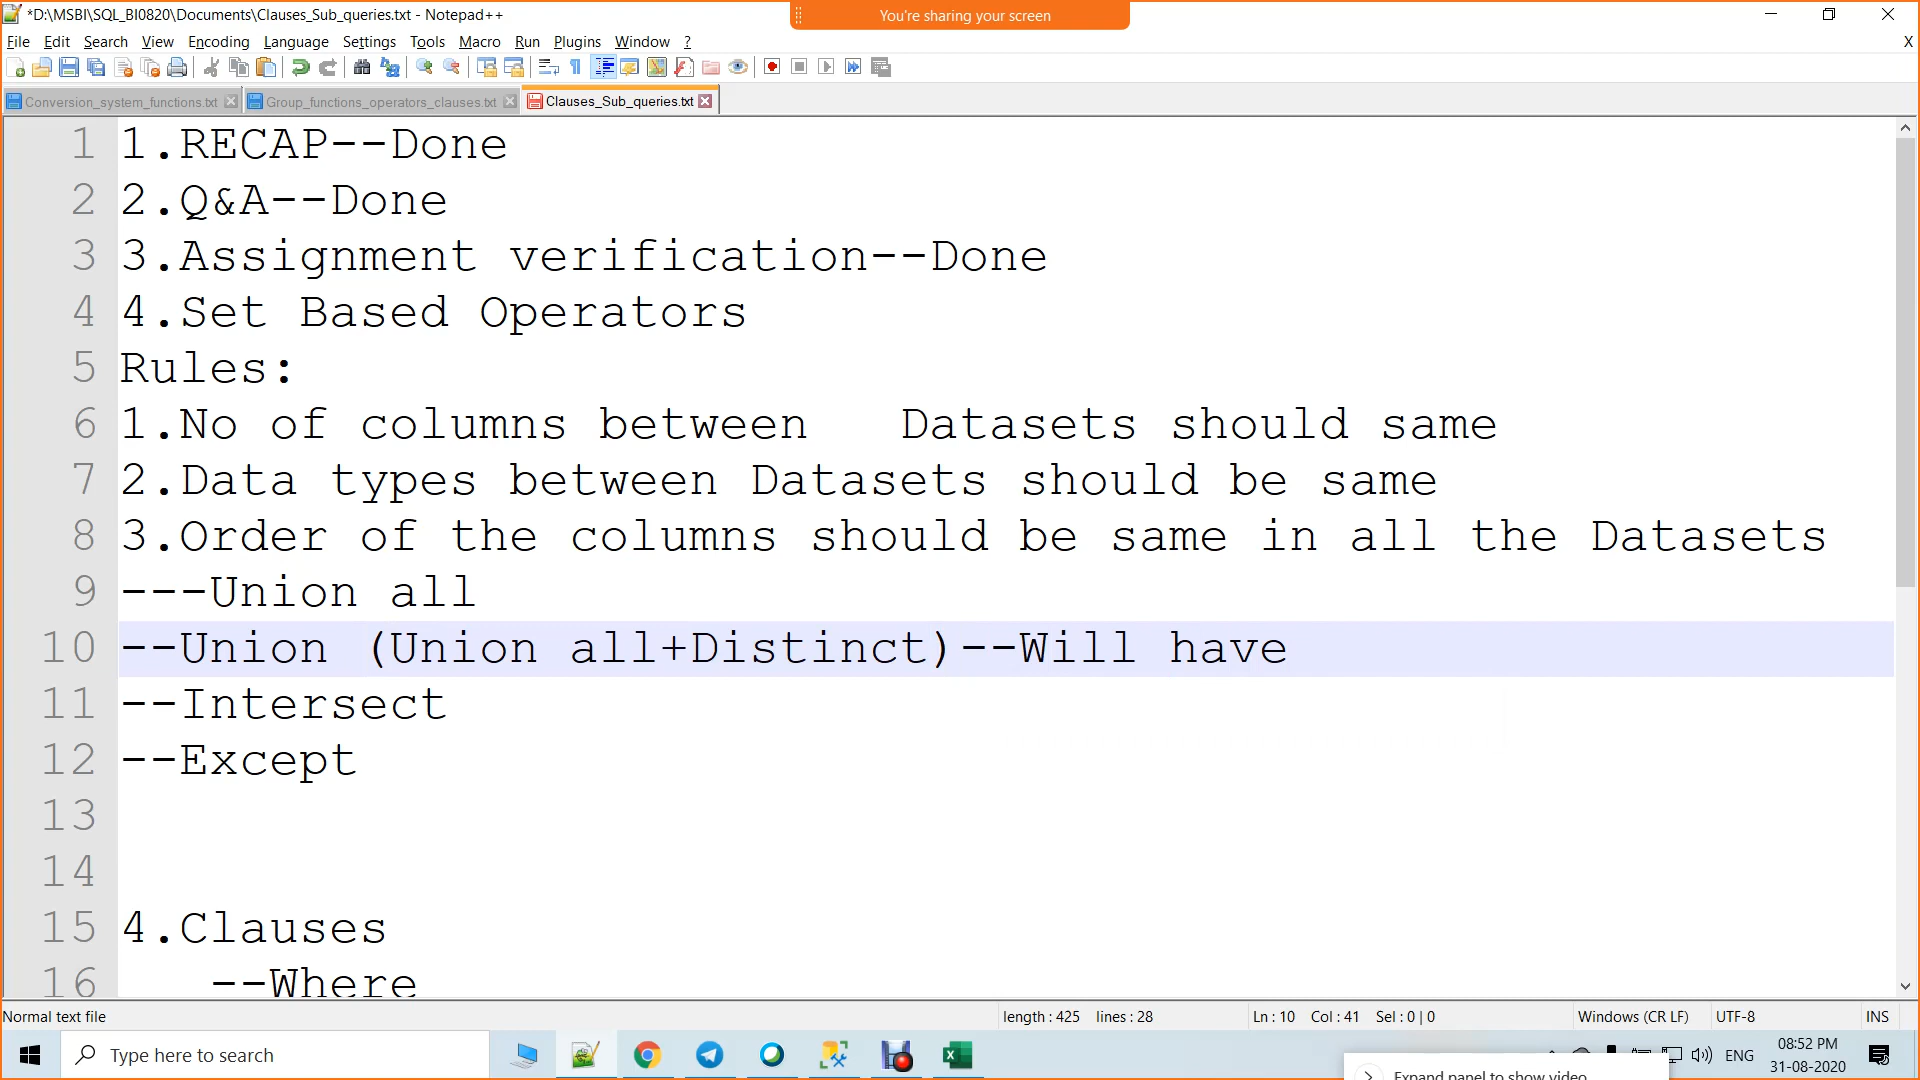 *D:\MSBI\SQL_BI0820\Documents\Clauses_Sub_queries.txt - Notepad++
You're sharing your screen
File Edit Search View Encoding Language Settings Tools Macro Run Plugins Window ? X
Conversion_system_functions.txt Group_functions_operators_clauses.txt Clauses_Sub_queries.txt
1 1.RECAP--Done
2 2.Q&A--Done
3 3.Assignment verification--Done
4 4.Set Based Operators
5 Rules:
6 1.No of columns between   Datasets should same
7 2.Data types between Datasets should be same
8 3.Order of the columns should be same in all the Datasets
9 ---Union all
10 --Union (Union all+Distinct)--Will have
11 --Intersect
12 --Except
13
14
15 4.Clauses
16    --Where
Normal text file length : 425 lines : 28 Ln : 10 Col : 41 Sel : 0 | 0 Windows (CR LF) UTF-8 INS
Type here to search ENG 08:52 PM
31-08-2020
Expand panel to show video